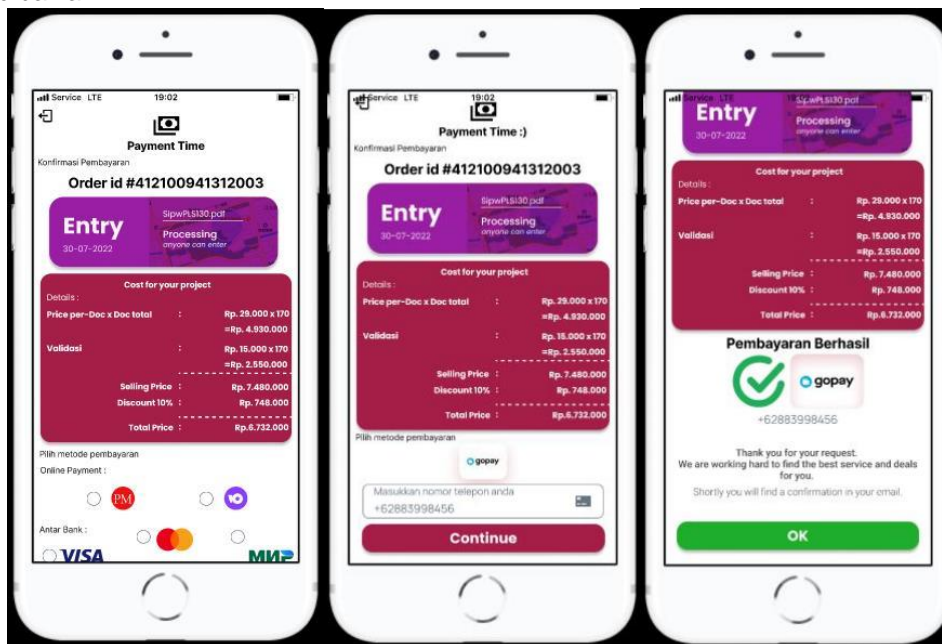 Service LTE 19:02
Payment Time
Konfirmasi Pembayaran
Order id #412100941312003
Entry
30-07-2022
SipwPLS130.pdf
Processing
anyone can enter
Cost for your project
Details :
Price per-Doc x Doc total : Rp. 29.000 x 170
=Rp. 4.930.000
Validasi : Rp. 15.000 x 170
=Rp. 2.550.000
Selling Price : Rp. 7.480.000
Discount 10% : Rp. 748.000
Total Price : Rp.6.732.000
Pilih metode pembayaran
Online Payment :
PM
Antar Bank :
VISA
МИР
Service LTE 19:02
Payment Time :)
Konfirmasi Pembayaran
Order id #412100941312003
Entry
30-07-2022
SipwPLS130.pdf
Processing
anyone can enter
Cost for your project
Details :
Price per-Doc x Doc total : Rp. 29.000 x 170
=Rp. 4.930.000
Validasi : Rp. 15.000 x 170
=Rp. 2.550.000
Selling Price : Rp. 7.480.000
Discount 10% : Rp. 748.000
Total Price : Rp.6.732.000
Pilih metode pembayaran
gopay
Masukkan nomor telepon anda
+62883998456
Continue
Service LTE
Entry
30-07-2022
SipwPLS130.pdf
Processing
anyone can enter
Cost for your project
Details :
Price per-Doc x Doc total : Rp. 29.000 x 170
=Rp. 4.930.000
Validasi : Rp. 15.000 x 170
=Rp. 2.550.000
Selling Price : Rp. 7.480.000
Discount 10% : Rp. 748.000
Total Price : Rp.6.732.000
Pembayaran Berhasil
gopay
+62883998456
Thank you for your request.
We are working hard to find the best service and deals
for you.
Shortly you will find a confirmation in your email.
OK